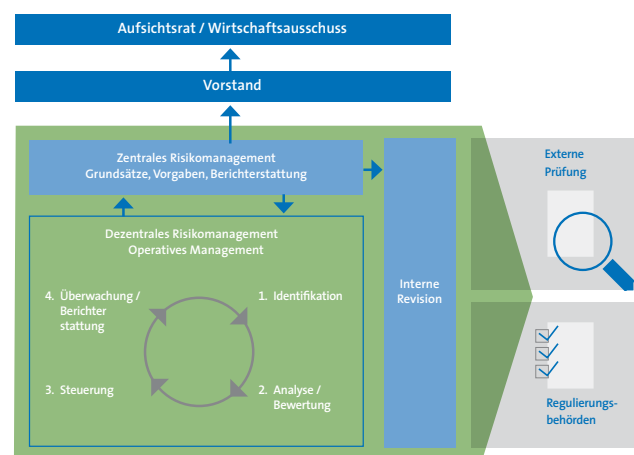 Aufsichtsrat / Wirtschaftsausschuss
Vorstand
Zentrales Risikomanagement
Grundsätze, Vorgaben, Berichterstattung
Dezentrales Risikomanagement
Operatives Management
4. Überwachung /
Berichter
stattung
1. Identifikation
3. Steuerung
2. Analyse /
Bewertung
Interne
Revision
Externe
Prüfung
Regulierungs-
behörden